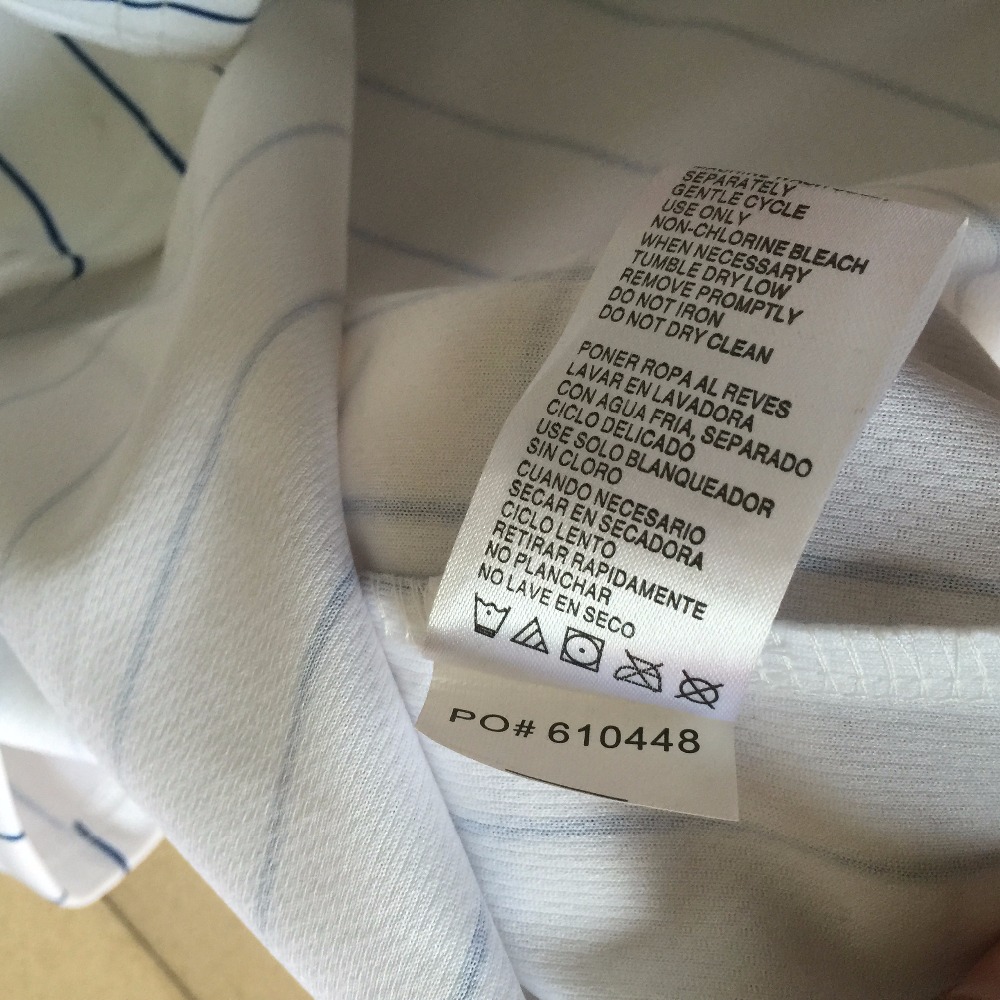 SEPARATELY
GENTLE CYCLE
USE ONLY
NON-CHLORINE BLEACH
WHEN NECESSARY
TUMBLE DRY LOW
REMOVE PROMPTLY
DO NOT IRON
DO NOT DRY CLEAN
PONER ROPA AL REVES
LAVAR EN LAVADORA
CON AGUA FRIA, SEPARADO
CICLO DELICADO
USE SOLO BLANQUEADOR
SIN CLORO
CUANDO NECESARIO
SECAR EN SECADORA
CICLO LENTO
RETIRAR RAPIDAMENTE
NO PLANCHAR
NO LAVE EN SECO
PO# 610448